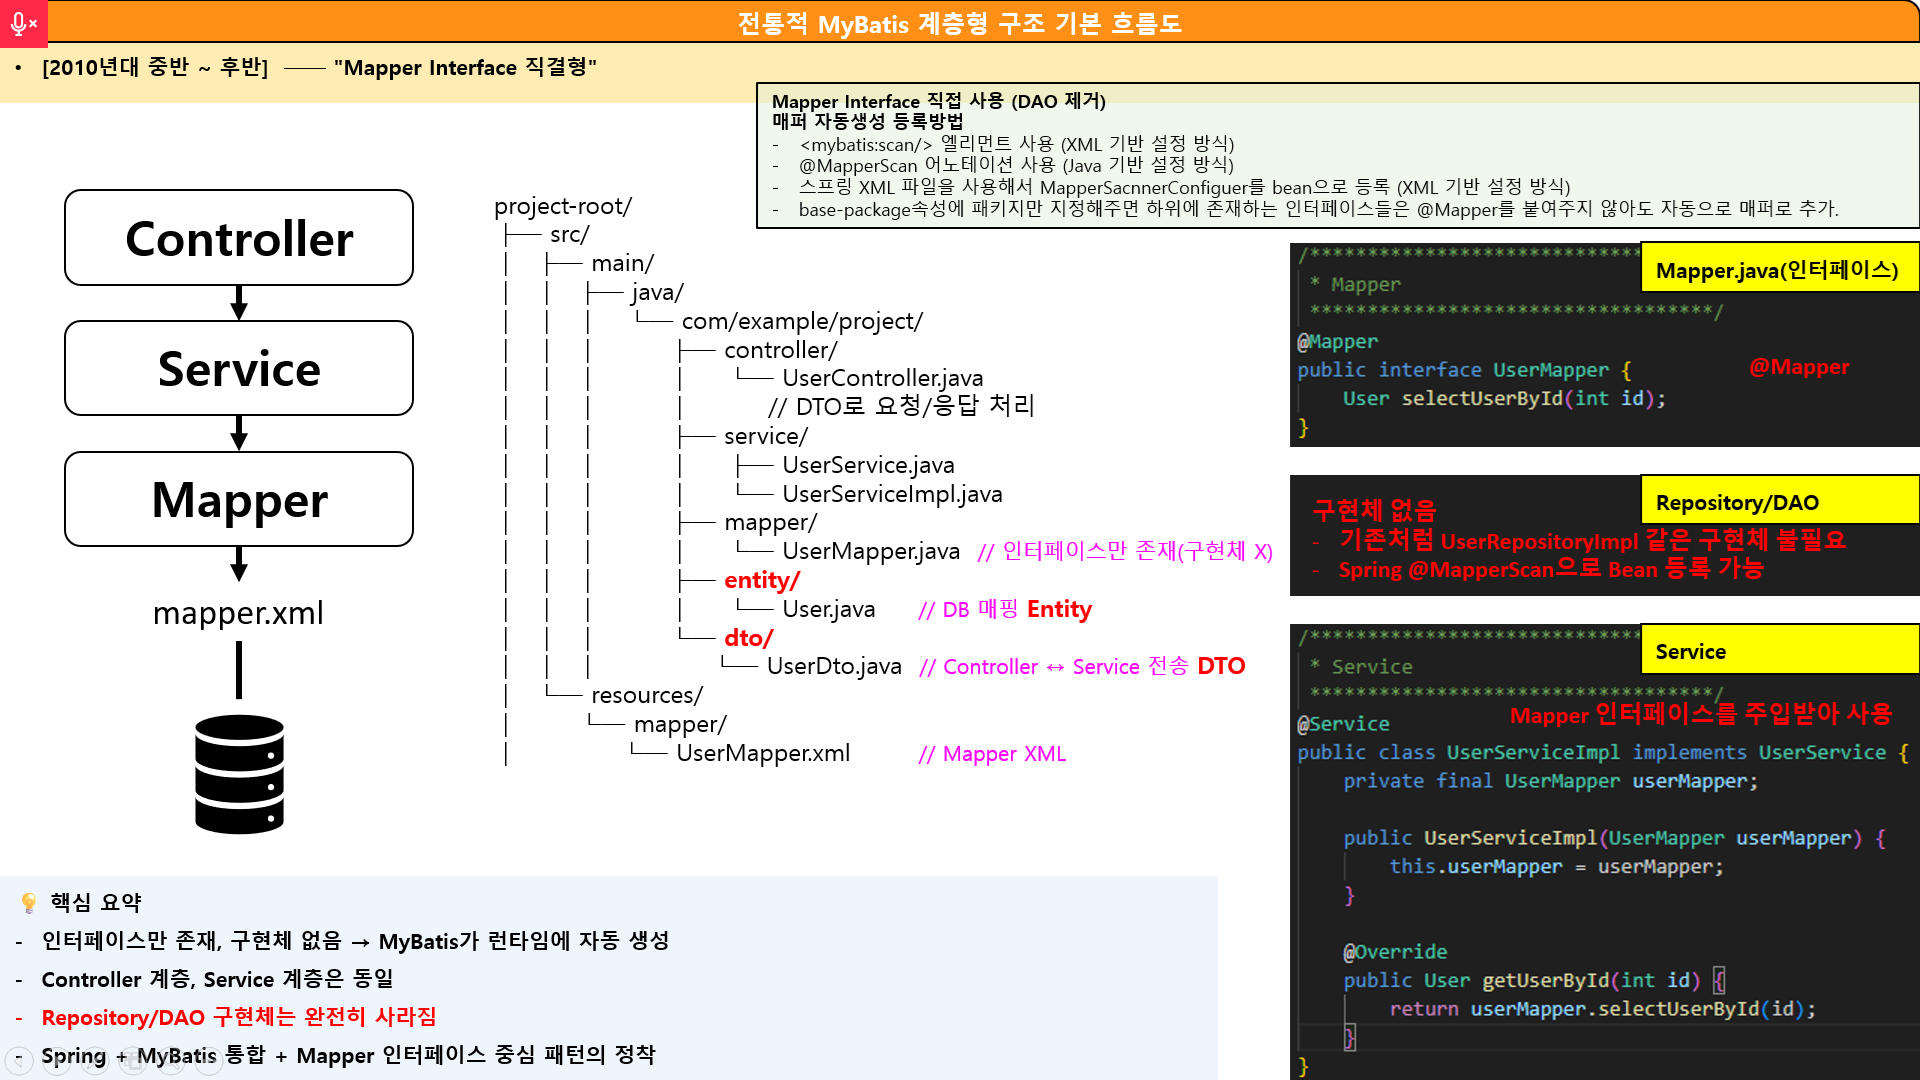 전통적 MyBatis 계층형 구조 기본 흐름도
• [2010년대 중반 ~ 후반] —— "Mapper Interface 직결형"
Mapper Interface 직접 사용 (DAO 제거)
매퍼 자동생성 등록방법
- <mybatis:scan/> 엘리먼트 사용 (XML 기반 설정 방식)
- @MapperScan 어노테이션 사용 (Java 기반 설정 방식)
- 스프링 XML 파일을 사용해서 MapperSacnnerConfiguer를 bean으로 등록 (XML 기반 설정 방식)
- base-package속성에 패키지만 지정해주면 하위에 존재하는 인터페이스들은 @Mapper를 붙여주지 않아도 자동으로 매퍼로 추가.
Controller
Service
Mapper
mapper.xml
project-root/
├── src/
│ ├── main/
│ │ ├── java/
│ │ │ └── com/example/project/
│ │ │ ├── controller/
│ │ │ │ └── UserController.java
│ │ │ │ // DTO로 요청/응답 처리
│ │ │ ├── service/
│ │ │ │ ├── UserService.java
│ │ │ │ └── UserServiceImpl.java
│ │ │ ├── mapper/
│ │ │ │ └── UserMapper.java // 인터페이스만 존재(구현체 X)
│ │ │ ├── entity/
│ │ │ │ └── User.java // DB 매핑 Entity
│ │ │ └── dto/
│ │ │ └── UserDto.java // Controller ↔ Service 전송 DTO
│ └── resources/
│ └── mapper/
│ └── UserMapper.xml // Mapper XML
Mapper.java(인터페이스)
/*****************************
* Mapper
***********************************/
@Mapper
public interface UserMapper {
@Mapper
User selectUserById(int id);
}
Repository/DAO
구현체 없음
- 기존처럼 UserRepositoryImpl 같은 구현체 불필요
- Spring @MapperScan으로 Bean 등록 가능
Service
/*****************************
* Service
***********************************/
Mapper 인터페이스를 주입받아 사용
@Service
public class UserServiceImpl implements UserService {
private final UserMapper userMapper;
public UserServiceImpl(UserMapper userMapper) {
this.userMapper = userMapper;
}
@Override
public User getUserById(int id) {
return userMapper.selectUserById(id);
}
}
💡 핵심 요약
- 인터페이스만 존재, 구현체 없음 → MyBatis가 런타임에 자동 생성
- Controller 계층, Service 계층은 동일
- Repository/DAO 구현체는 완전히 사라짐
- Spring + MyBatis 통합 + Mapper 인터페이스 중심 패턴의 정착